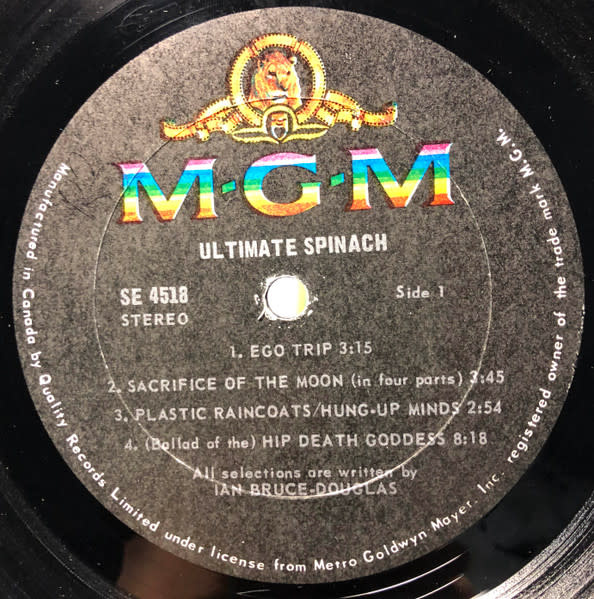 M-G-M
ULTIMATE SPINACH
SE 4518
STEREO
Side 1
1. EGO TRIP 3:15
2. SACRIFICE OF THE MOON (in four parts) 3:45
3. PLASTIC RAINCOATS/HUNG-UP MINDS 2:54
4. (Ballad of the) HIP DEATH GODDESS 8:18
All selections are written by
IAN BRUCE-DOUGLAS
Manufactured in Canada by Quality Records Limited under license from Metro Goldwyn Mayer, Inc. registered owner of the trade mark M.G.M.